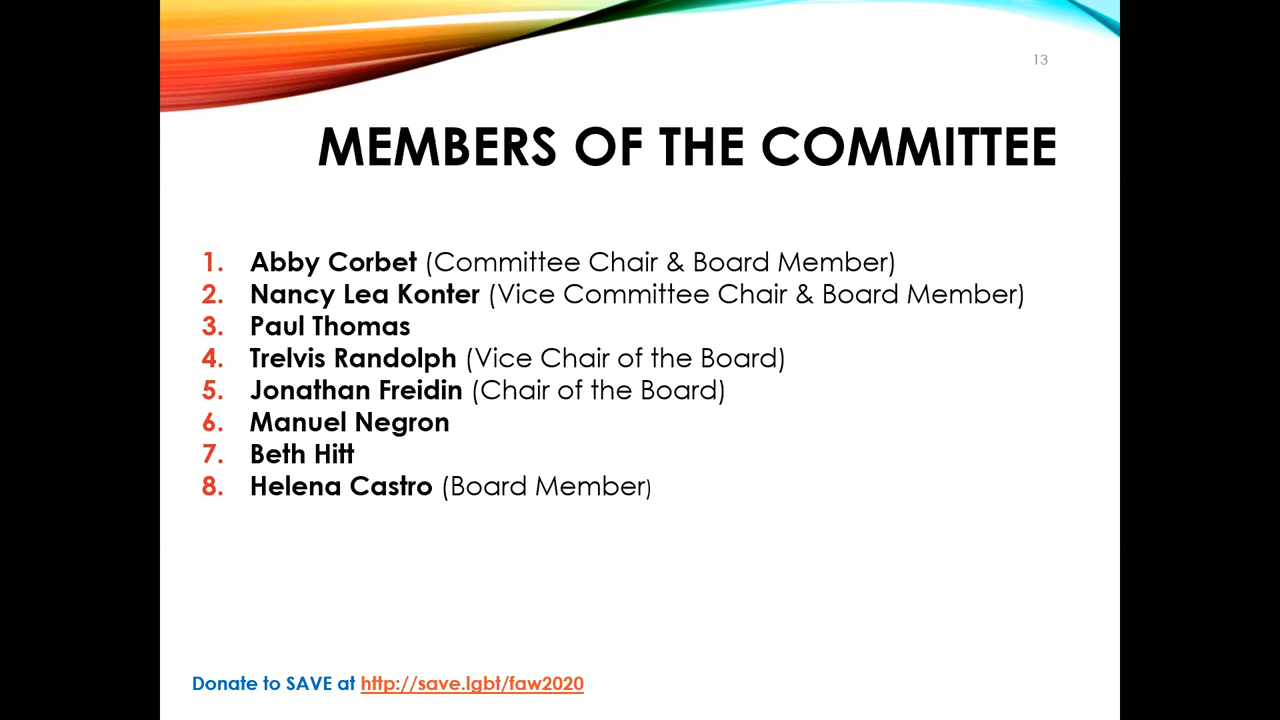 13
MEMBERS OF THE COMMITTEE
1. Abby Corbet (Committee Chair & Board Member)
2. Nancy Lea Konter (Vice Committee Chair & Board Member)
3. Paul Thomas
4. Trelvis Randolph (Vice Chair of the Board)
5. Jonathan Freidin (Chair of the Board)
6. Manuel Negron
7. Beth Hitt
8. Helena Castro (Board Member)
Donate to SAVE at http://save.lgbt/faw2020